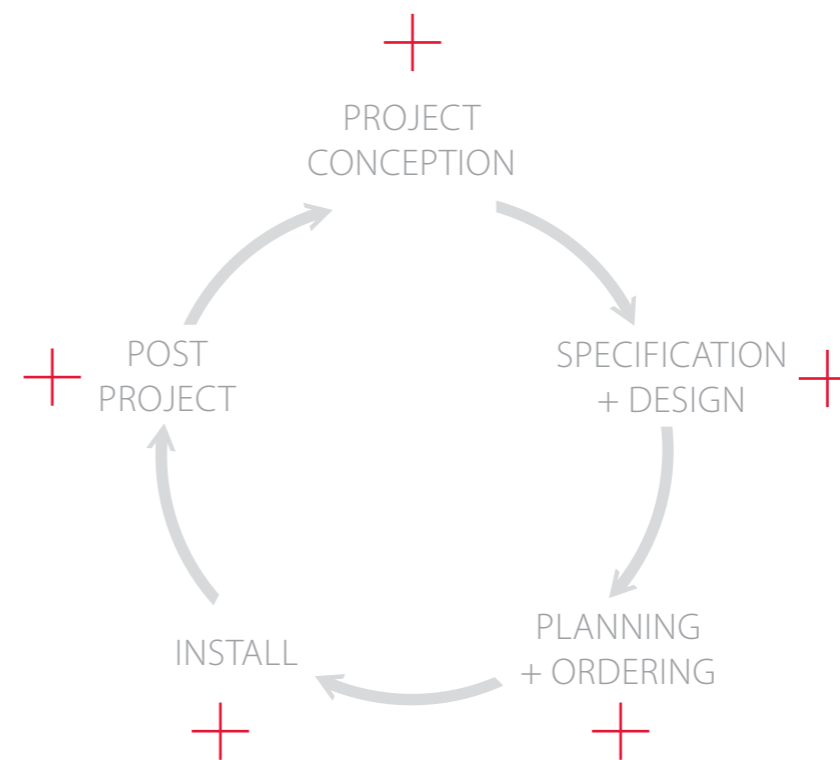 PROJECT
CONCEPTION
SPECIFICATION
+ DESIGN
PLANNING
+ ORDERING
INSTALL
POST
PROJECT